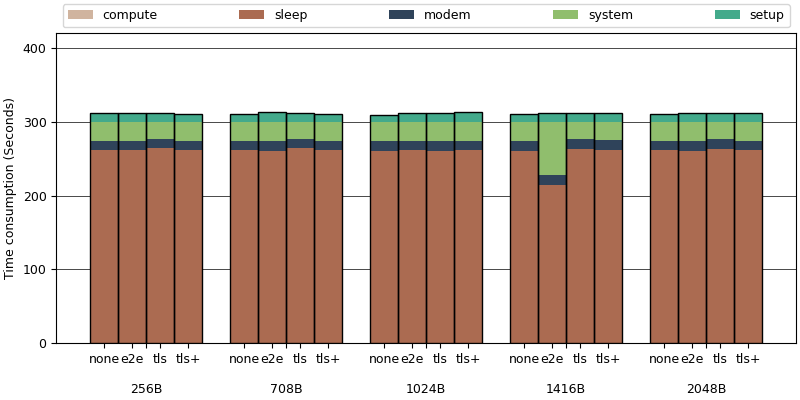 compute sleep modem system setup
Time consumption (Seconds)
400
300
200
100
0
none e2e tls tls+ none e2e tls tls+ none e2e tls tls+ none e2e tls tls+ none e2e tls tls+
256B 708B 1024B 1416B 2048B